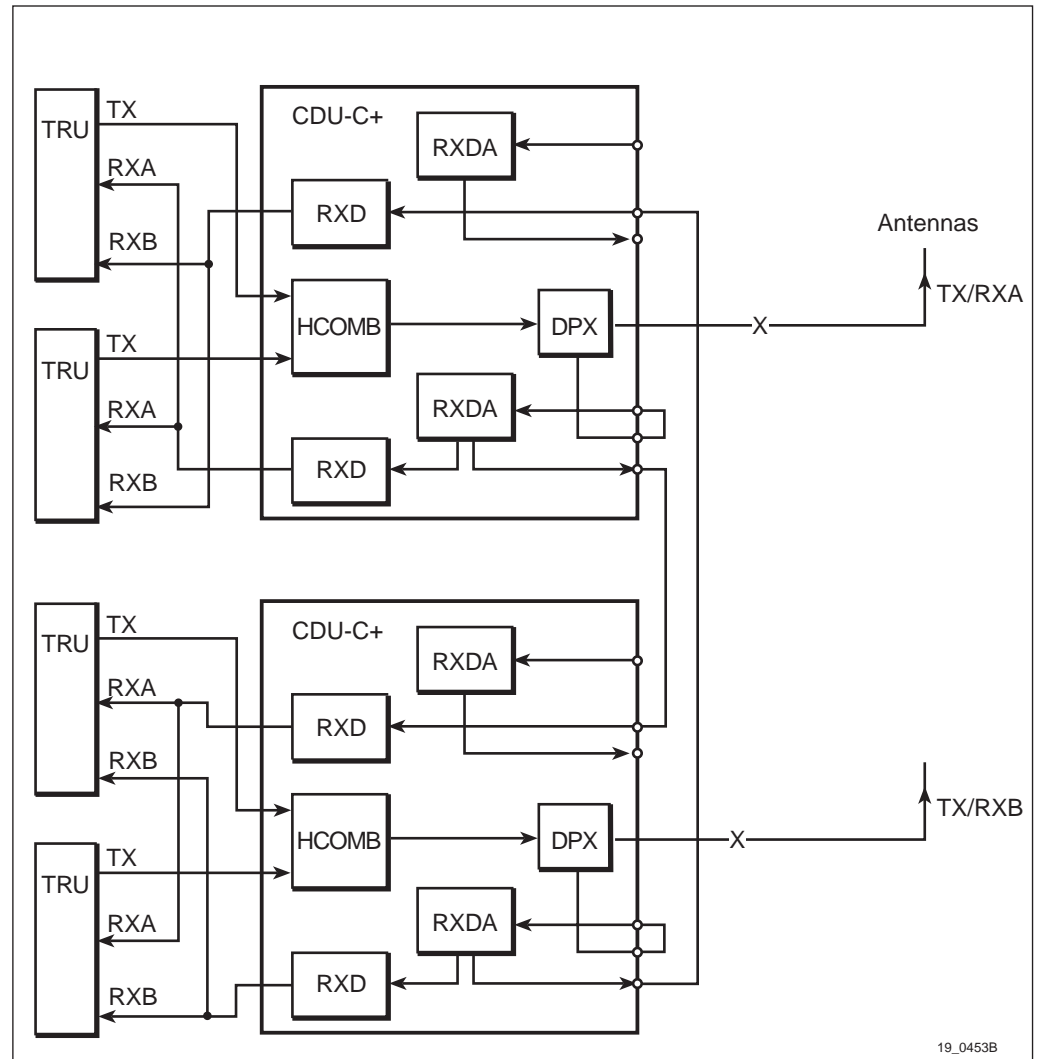 CDU-C+
TX
TRU
RXDA
RXA
RXD
Antennas
RXB
TX/RXA
HCOMB
DPX
TX
TRU
RXDA
RXA
RXD
RXB
CDU-C+
TX
TRU
RXDA
RXA
RXD
RXB
TX/RXB
HCOMB
DPX
TX
TRU
RXDA
RXA
RXD
RXB
19_0453B